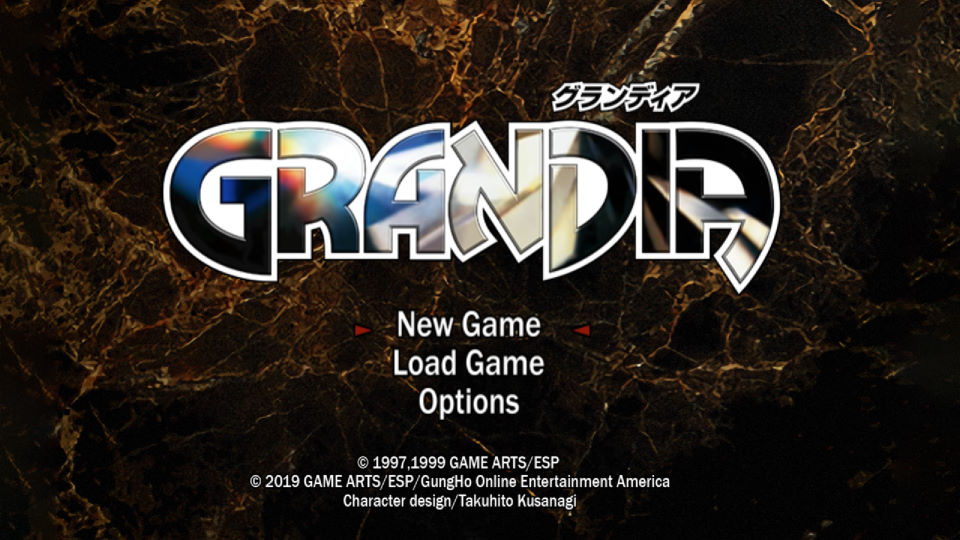 グランディア
GRANDIA
New Game
Load Game
Options
© 1997,1999 GAME ARTS/ESP
© 2019 GAME ARTS/ESP/GungHo Online Entertainment America
Character design/Takuhito Kusanagi